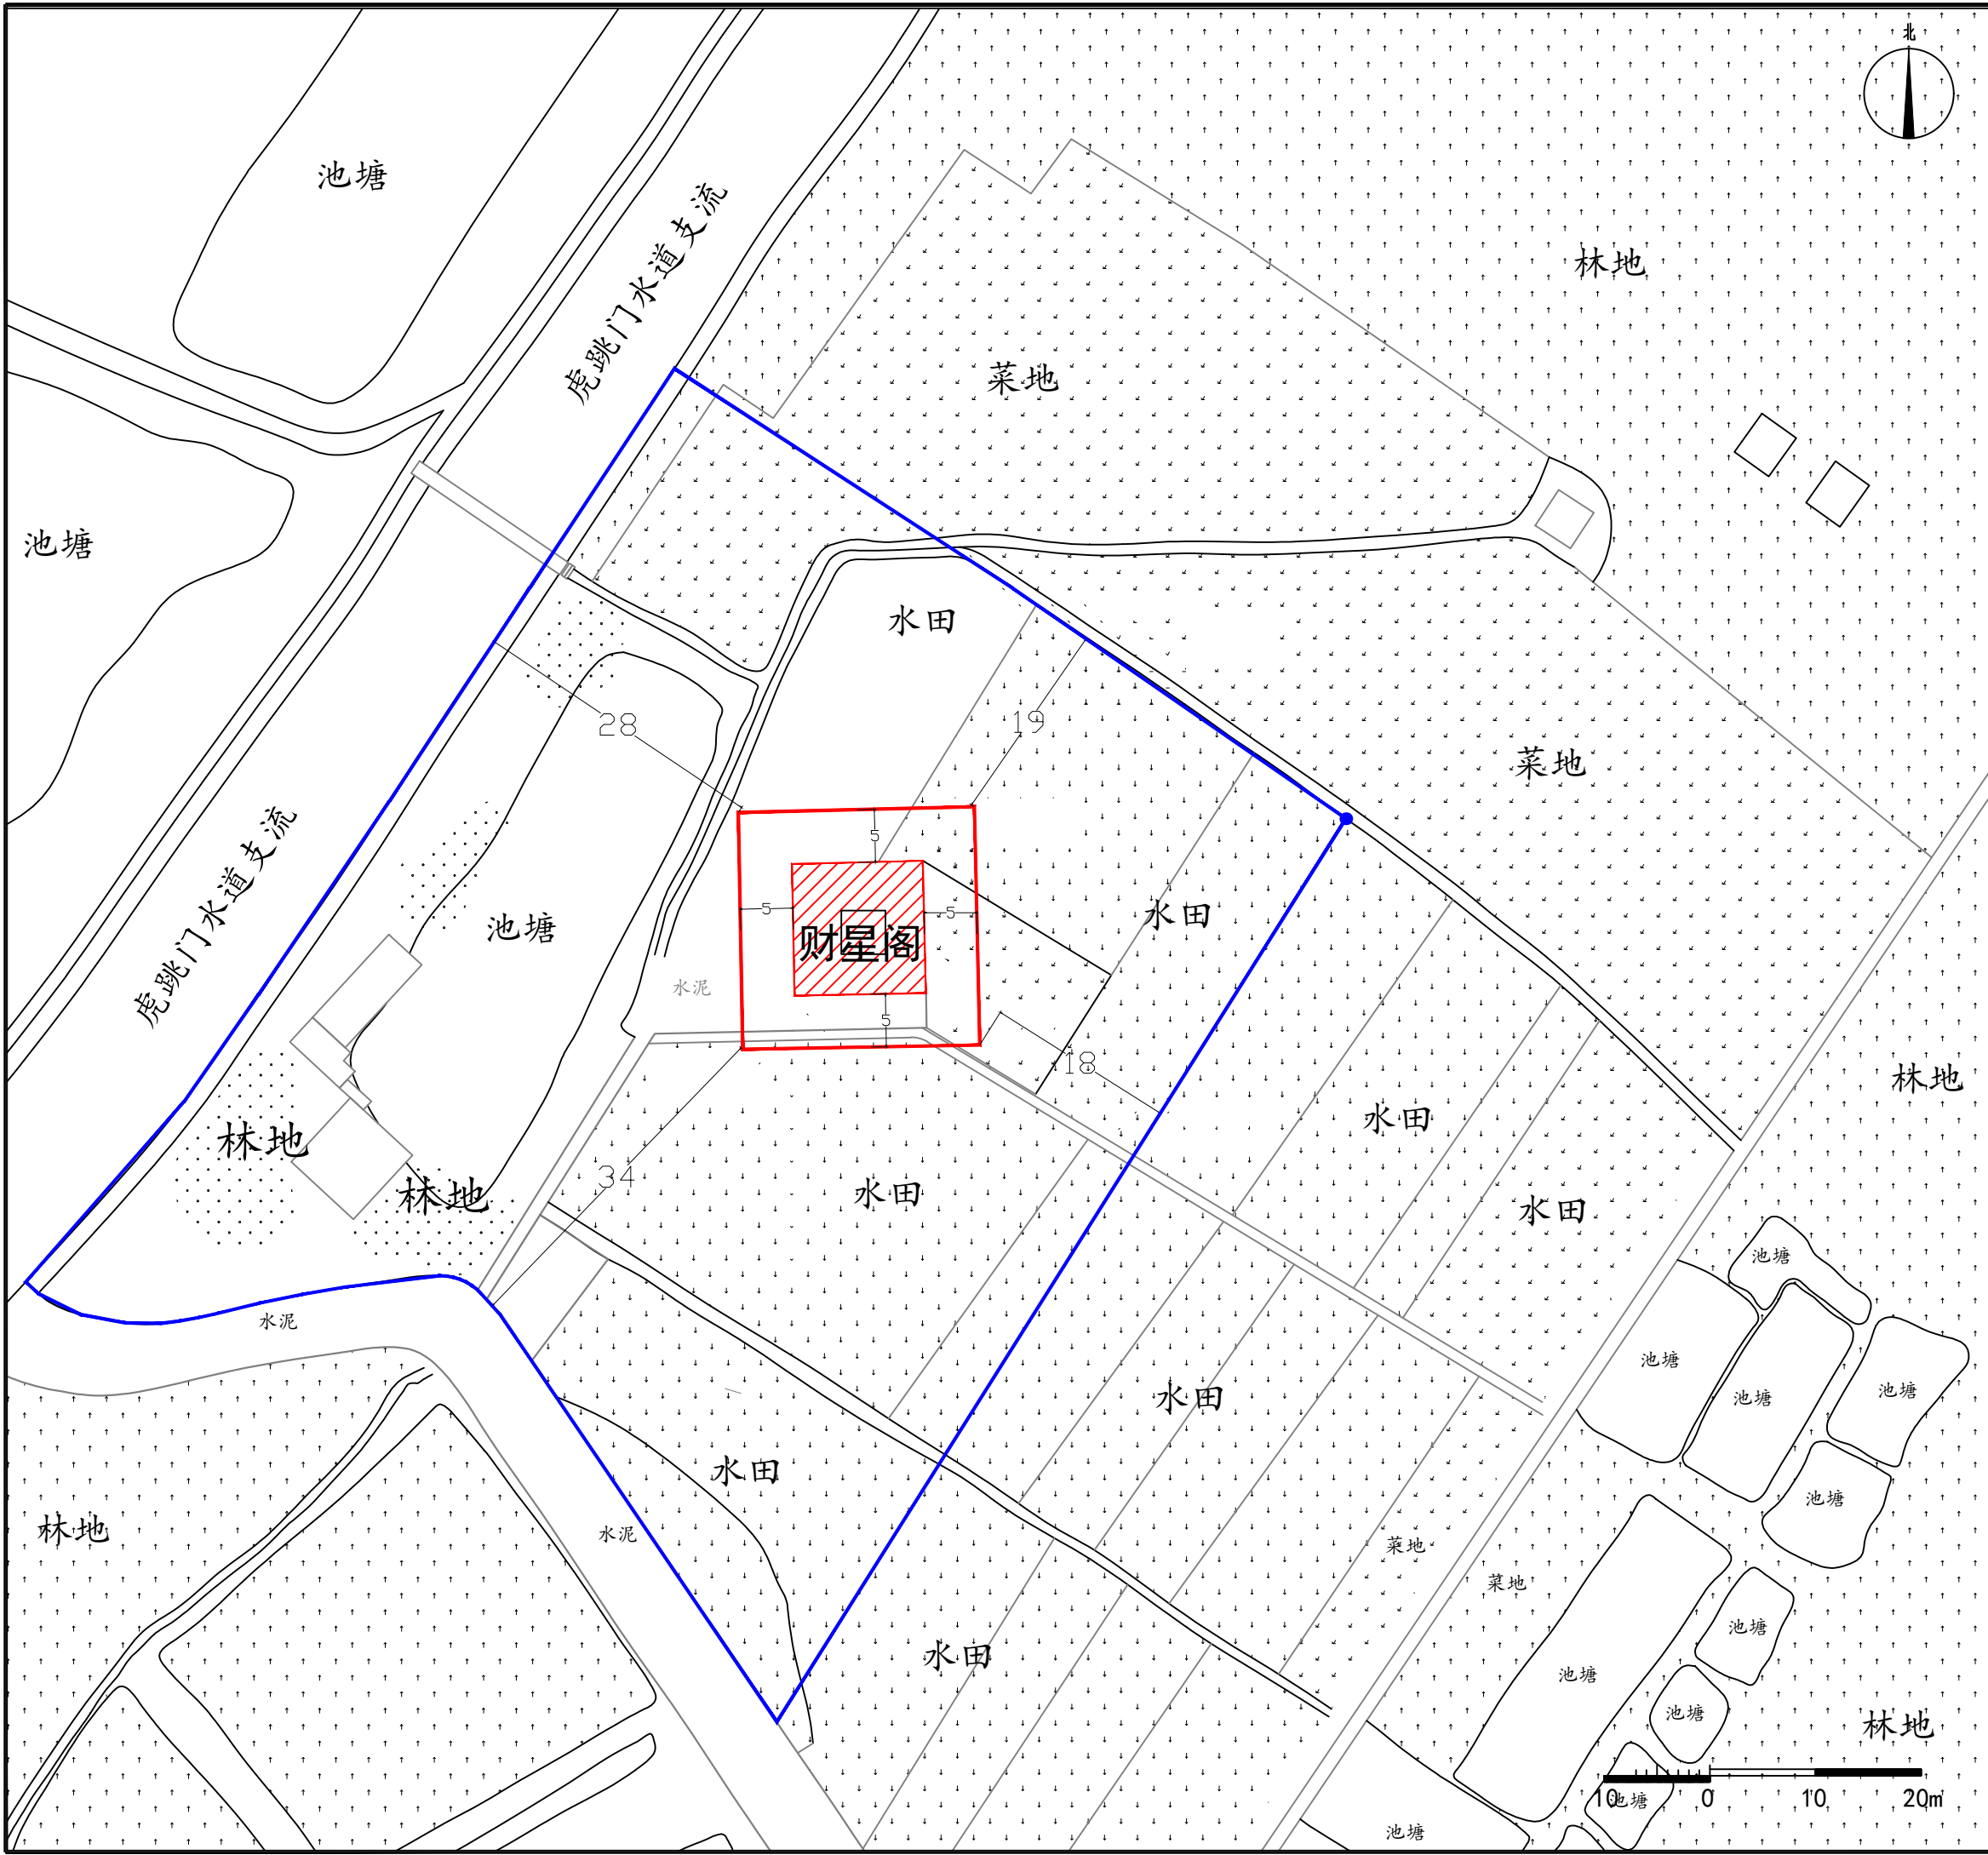 北
池塘
虎跳门水道支流
林地
菜地
池塘
水田
28
19
菜地
虎跳门水道支流
池塘
5
5
5
水田
财星阁
水泥
5
18
林地
水田
林地
34
林地
水田
水田
池塘
水泥
池塘
池塘
池塘
水田
水田
池塘
林地
水泥
菜地
菜地
池塘
水田
池塘
池塘
林地
池塘
10
0
10
20m
池塘